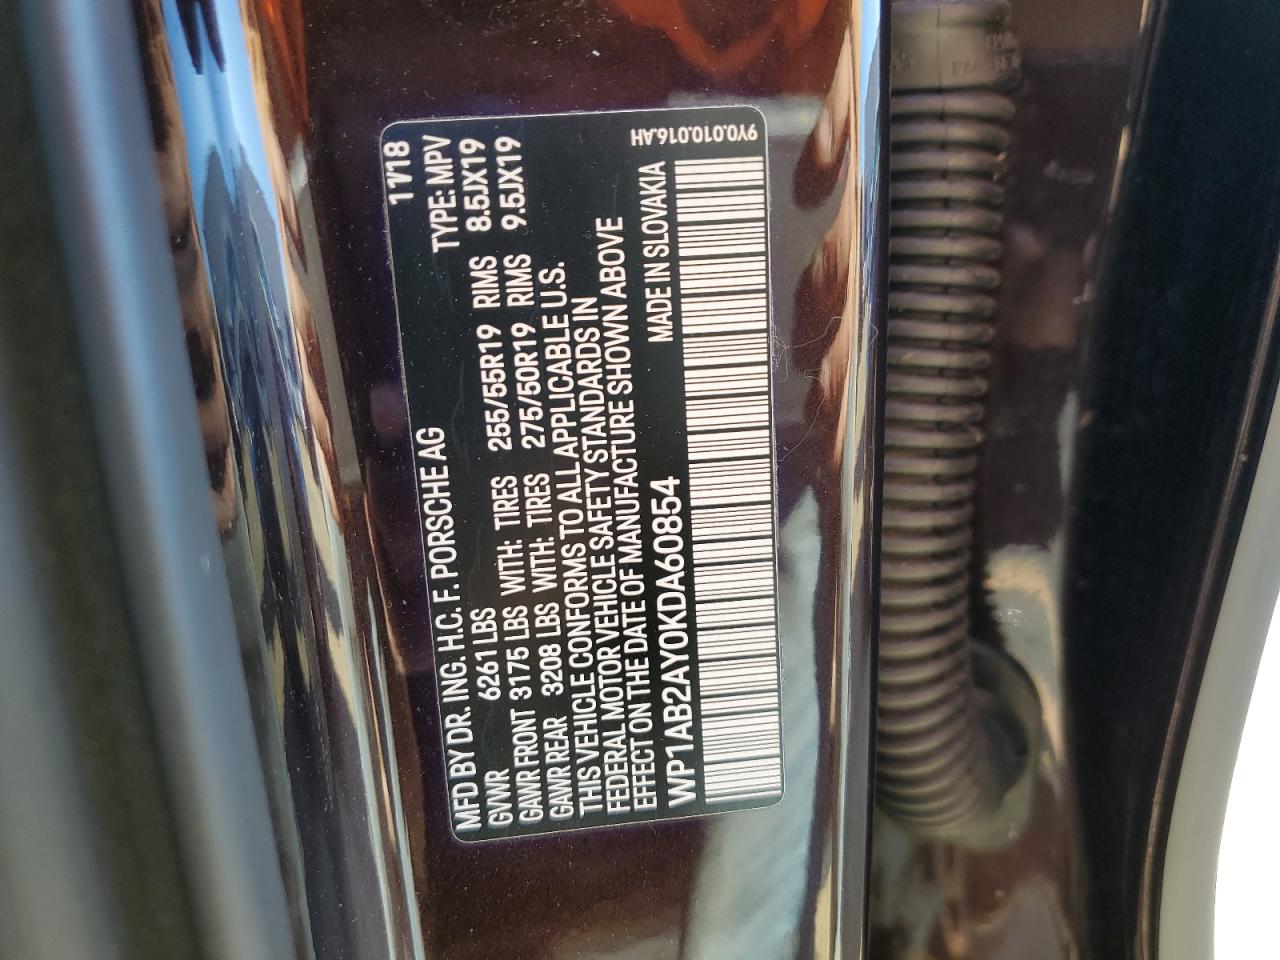 MFD BY DR. ING. H.C. F. PORSCHE AG 11/18
GVWR 6261 LBS TYPE: MPV
GAWR FRONT 3175 LBS WITH: TIRES 255/55R19 RIMS 8.5JX19
GAWR REAR 3208 LBS WITH: TIRES 275/50R19 RIMS 9.5JX19
THIS VEHICLE CONFORMS TO ALL APPLICABLE U.S.
FEDERAL MOTOR VEHICLE SAFETY STANDARDS IN
EFFECT ON THE DATE OF MANUFACTURE SHOWN ABOVE
MADE IN SLOVAKIA 9Y0.010.016.AH
WP1AB2AY0KDA60854